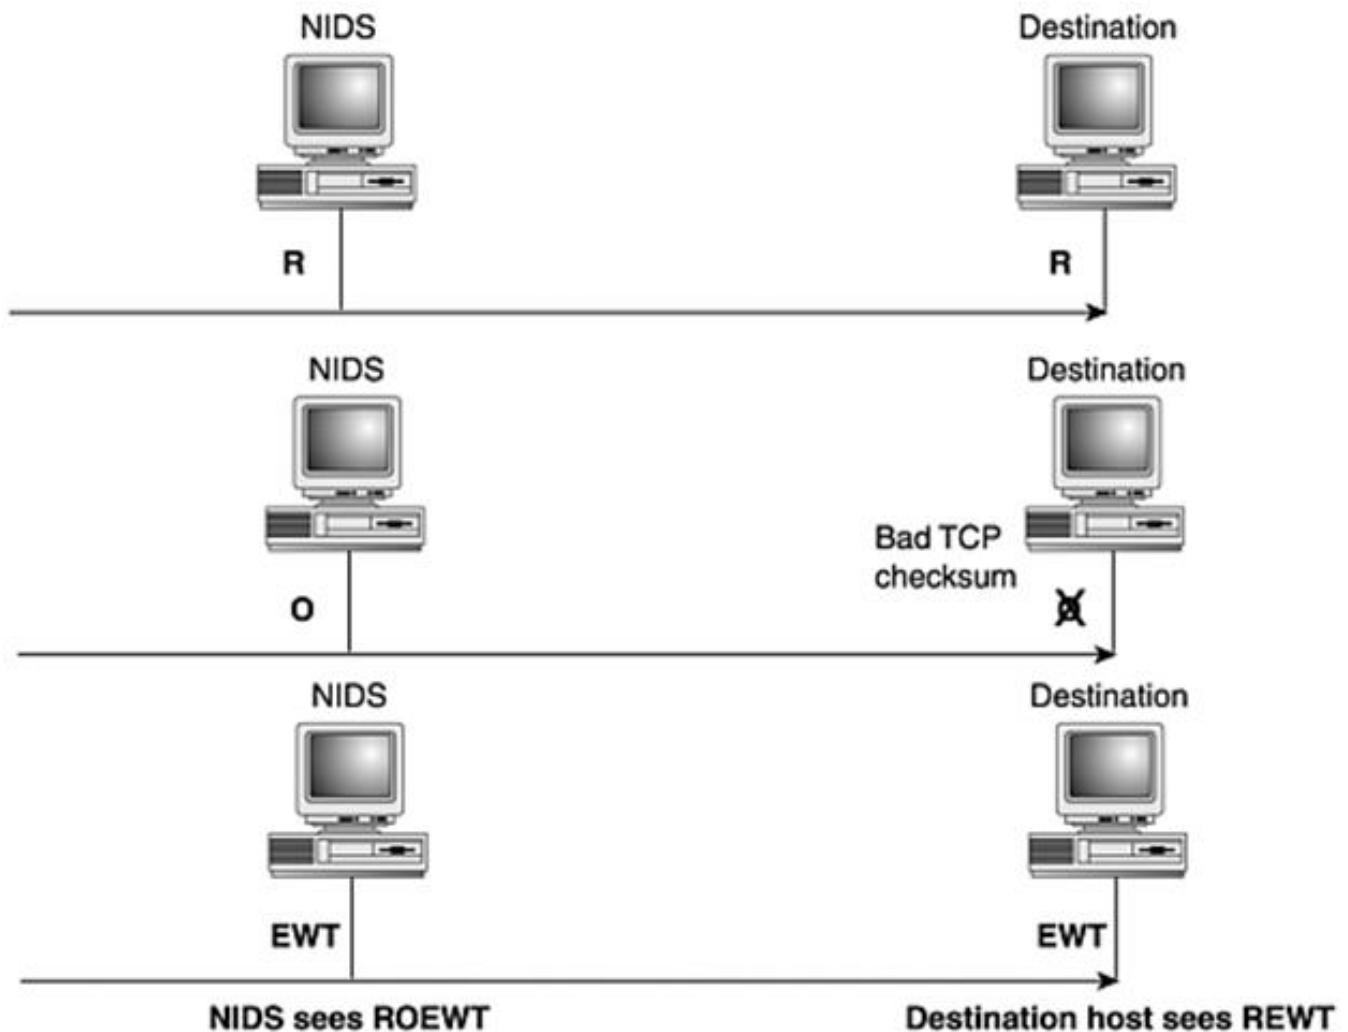 NIDS
Destination
R
R
NIDS
Destination
Bad TCP
checksum
O
O
NIDS
Destination
EWT
EWT
NIDS sees ROEWT
Destination host sees REWT